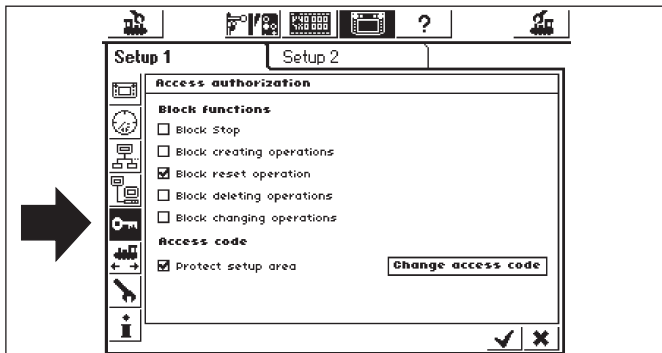 ?
Setup 1
Setup 2
Access authorization
Block functions
Block Stop
Block creating operations
Block reset operation
Block deleting operations
Block changing operations
Access code
Protect setup area
Change access code
i